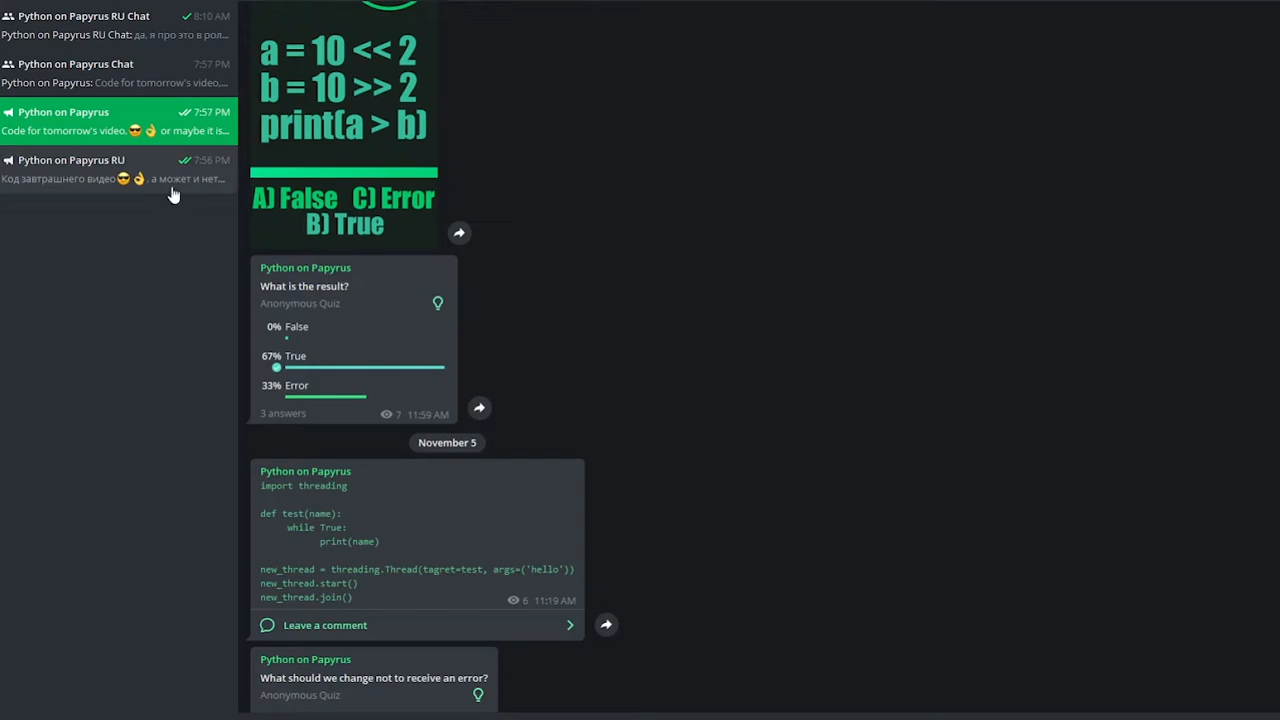 Python on Papyrus RU Chat 8:10 AM
Python on Papyrus RU Chat: да, я про это в рол...
Python on Papyrus Chat 7:57 PM
Python on Papyrus: Code for tomorrow's video,...
Python on Papyrus 7:57 PM
Code for tomorrow's video,😎👌 or maybe it is...
Python on Papyrus RU 7:56 PM
Код завтрашнего видео😎👌, а может и нет...
a = 10 << 2
b = 10 >> 2
print(a > b)
A) False C) Error
B) True
Python on Papyrus
What is the result?
Anonymous Quiz
0% False
67% True
33% Error
3 answers 7 11:59 AM
November 5
Python on Papyrus
import threading
def test(name):
while True:
print(name)
new_thread = threading.Thread(tagret=test, args=('hello'))
new_thread.start()
new_thread.join()
6 11:19 AM
Leave a comment
Python on Papyrus
What should we change not to receive an error?
Anonymous Quiz